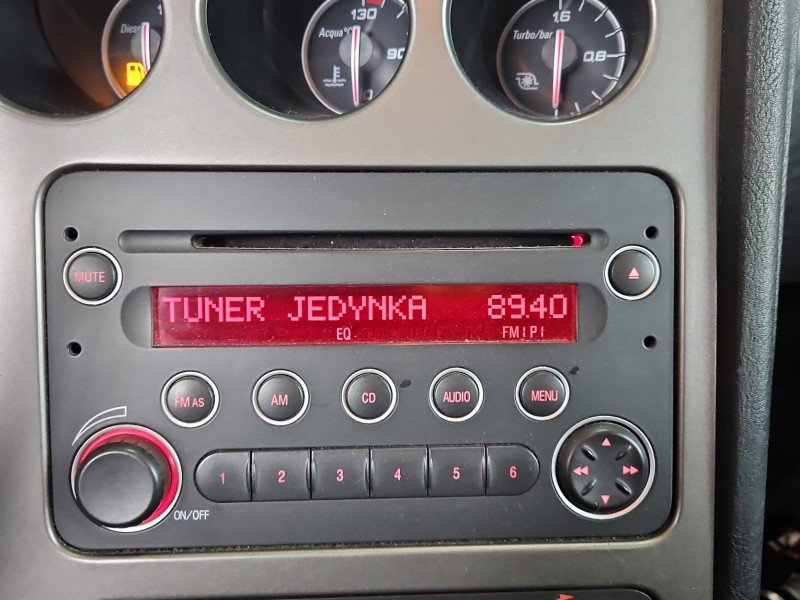 Diesel
130
Acqua°C
90
1,6
Turbo/bar
0,8
MUTE
TUNER JEDYNKA 89.40
EQ FM1 P1
FM AS AM CD AUDIO MENU
1 2 3 4 5 6
ON/OFF